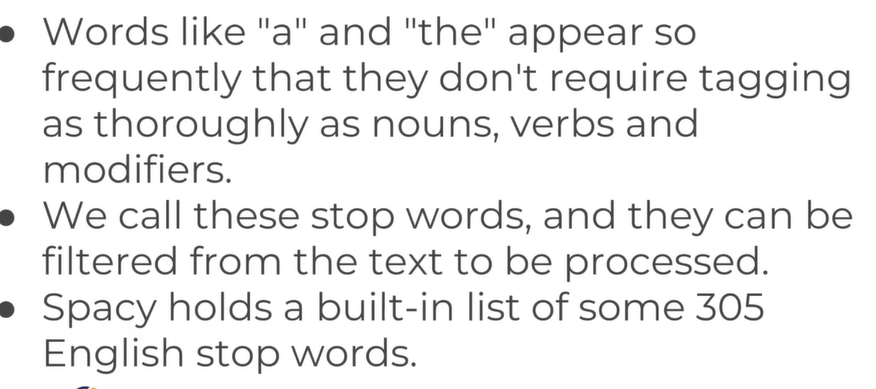 ● Words like "a" and "the" appear so
frequently that they don't require tagging
as thoroughly as nouns, verbs and
modifiers.
● We call these stop words, and they can be
filtered from the text to be processed.
● Spacy holds a built-in list of some 305
English stop words.